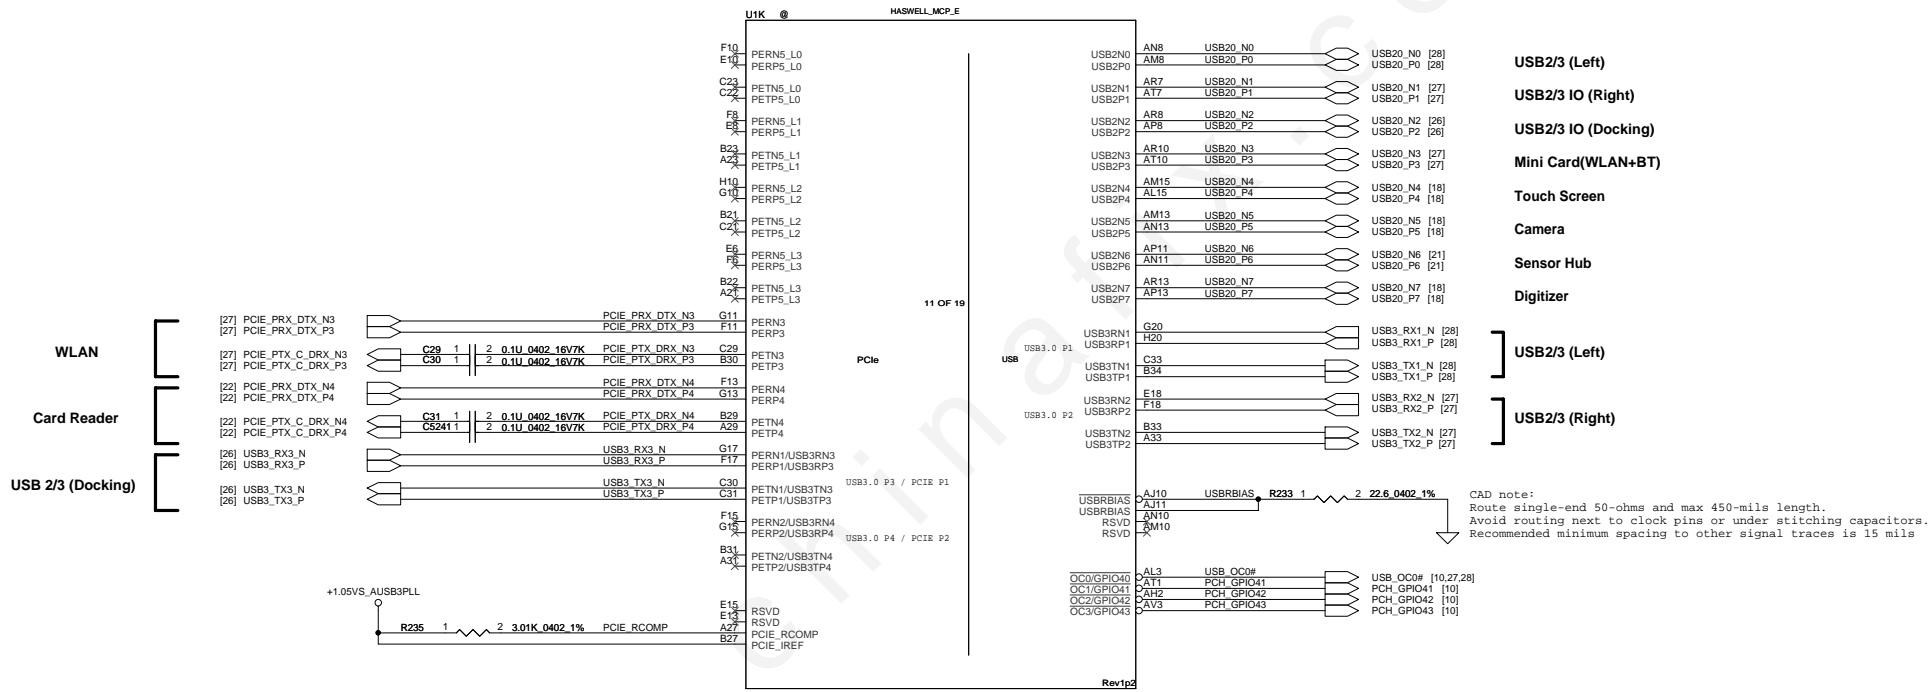 U1K @
HASWELL_MCP_E
F10 PERN5_L0
E10 PERP5_L0
C23 PETN5_L0
C22 PETP5_L0
F8 PERN5_L1
E8 PERP5_L1
B23 PETN5_L1
A23 PETP5_L1
H10 PERN5_L2
G10 PERP5_L2
B21 PETN5_L2
C21 PETP5_L2
E6 PERN5_L3
F6 PERP5_L3
B22 PETN5_L3
A21 PETP5_L3
WLAN
[27] PCIE_PRX_DTX_N3 PCIE_PRX_DTX_N3 G11 PERN3
[27] PCIE_PRX_DTX_P3 PCIE_PRX_DTX_P3 F11 PERP3
[27] PCIE_PTX_C_DRX_N3 C29 1 2 0.1U_0402_16V7K PCIE_PTX_DRX_N3 C29 PETN3
[27] PCIE_PTX_C_DRX_P3 C30 1 2 0.1U_0402_16V7K PCIE_PTX_DRX_P3 B30 PETP3
Card Reader
[22] PCIE_PRX_DTX_N4 PCIE_PRX_DTX_N4 F13 PERN4
[22] PCIE_PRX_DTX_P4 PCIE_PRX_DTX_P4 G13 PERP4
[22] PCIE_PTX_C_DRX_N4 C31 1 2 0.1U_0402_16V7K PCIE_PTX_DRX_N4 B29 PETN4
[22] PCIE_PTX_C_DRX_P4 C5241 1 2 0.1U_0402_16V7K PCIE_PTX_DRX_P4 A29 PETP4
USB 2/3 (Docking)
[26] USB3_RX3_N USB3_RX3_N G17 PERN1/USB3RN3
[26] USB3_RX3_P USB3_RX3_P F17 PERP1/USB3RP3
USB3.0 P3 / PCIE P1
[26] USB3_TX3_N USB3_TX3_N C30 PETN1/USB3TN3
[26] USB3_TX3_P USB3_TX3_P C31 PETP1/USB3TP3
F15 PERN2/USB3RN4
G15 PERP2/USB3RP4
USB3.0 P4 / PCIE P2
B31 PETN2/USB3TN4
A31 PETP2/USB3TP4
+1.05VS_AUSB3PLL
E15 RSVD
E13 RSVD
R235 1 2 3.01K_0402_1% PCIE_RCOMP A27 PCIE_RCOMP
B27 PCIE_IREF
11 OF 19
PCIe
USB
USB2N0 AN8 USB20_N0 USB20_N0 [28]
USB2P0 AM8 USB20_P0 USB20_P0 [28]
USB2/3 (Left)
USB2N1 AR7 USB20_N1 USB20_N1 [27]
USB2P1 AT7 USB20_P1 USB20_P1 [27]
USB2/3 IO (Right)
USB2N2 AR8 USB20_N2 USB20_N2 [26]
USB2P2 AP8 USB20_P2 USB20_P2 [26]
USB2/3 IO (Docking)
USB2N3 AR10 USB20_N3 USB20_N3 [27]
USB2P3 AT10 USB20_P3 USB20_P3 [27]
Mini Card(WLAN+BT)
USB2N4 AM15 USB20_N4 USB20_N4 [18]
USB2P4 AL15 USB20_P4 USB20_P4 [18]
Touch Screen
USB2N5 AM13 USB20_N5 USB20_N5 [18]
USB2P5 AN13 USB20_P5 USB20_P5 [18]
Camera
USB2N6 AP11 USB20_N6 USB20_N6 [21]
USB2P6 AN11 USB20_P6 USB20_P6 [21]
Sensor Hub
USB2N7 AR13 USB20_N7 USB20_N7 [18]
USB2P7 AP13 USB20_P7 USB20_P7 [18]
Digitizer
USB3RN1 G20 USB3_RX1_N [28]
USB3RP1 H20 USB3_RX1_P [28]
USB3.0 P1
USB2/3 (Left)
USB3TN1 C33 USB3_TX1_N [28]
USB3TP1 B34 USB3_TX1_P [28]
USB3RN2 E18 USB3_RX2_N [27]
USB3RP2 F18 USB3_RX2_P [27]
USB3.0 P2
USB2/3 (Right)
USB3TN2 B33 USB3_TX2_N [27]
USB3TP2 A33 USB3_TX2_P [27]
USBRBIAS AJ10 USBRBIAS R233 1 2 22.6_0402_1%
USBRBIAS AJ11
RSVD AN10
RSVD AM10
CAD note:
Route single-end 50-ohms and max 450-mils length.
Avoid routing next to clock pins or under stitching capacitors.
Recommended minimum spacing to other signal traces is 15 mils
OC0/GPIO40 AL3 USB_OC0# USB_OC0# [10,27,28]
OC1/GPIO41 AT1 PCH_GPIO41 PCH_GPIO41 [10]
OC2/GPIO42 AH2 PCH_GPIO42 PCH_GPIO42 [10]
OC3/GPIO43 AV3 PCH_GPIO43 PCH_GPIO43 [10]
Rev1p2
chinafix.c